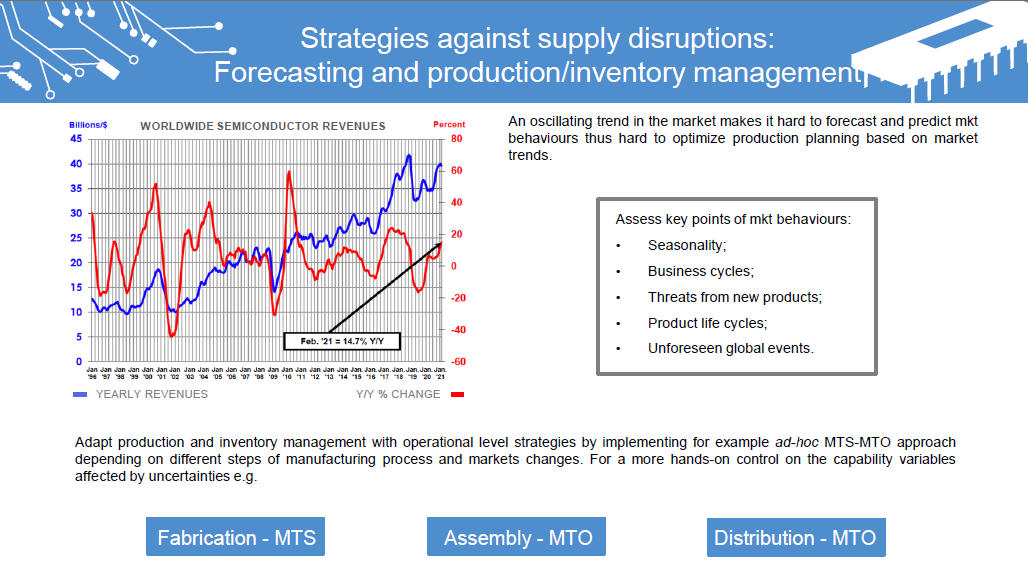 Strategies against supply disruptions:
Forecasting and production/inventory management
Billions/$
WORLDWIDE SEMICONDUCTOR REVENUES
Percent
45
40
35
30
25
20
15
10
5
0
80
60
40
20
0
-20
-40
-60
Feb. '21 = 14.7% Y/Y
Jan Jan Jan Jan Jan Jan Jan Jan Jan Jan Jan Jan Jan Jan Jan Jan Jan Jan. Jan. Jan. Jan. Jan. Jan. Jan. Jan. Jan.
'96 '97 '98 '99 '00 '01 '02 '03 '04 '05 '06 '07 '08 '09 '10 '11 '12 '13 '14 '15 '16 '17 '18 '19 '20 '21
YEARLY REVENUES
Y/Y % CHANGE
An oscillating trend in the market makes it hard to forecast and predict mkt
behaviours thus hard to optimize production planning based on market
trends.
Assess key points of mkt behaviours:
• Seasonality;
• Business cycles;
• Threats from new products;
• Product life cycles;
• Unforeseen global events.
Adapt production and inventory management with operational level strategies by implementing for example ad-hoc MTS-MTO approach
depending on different steps of manufacturing process and markets changes. For a more hands-on control on the capability variables
affected by uncertainties e.g.
Fabrication - MTS
Assembly - MTO
Distribution - MTO